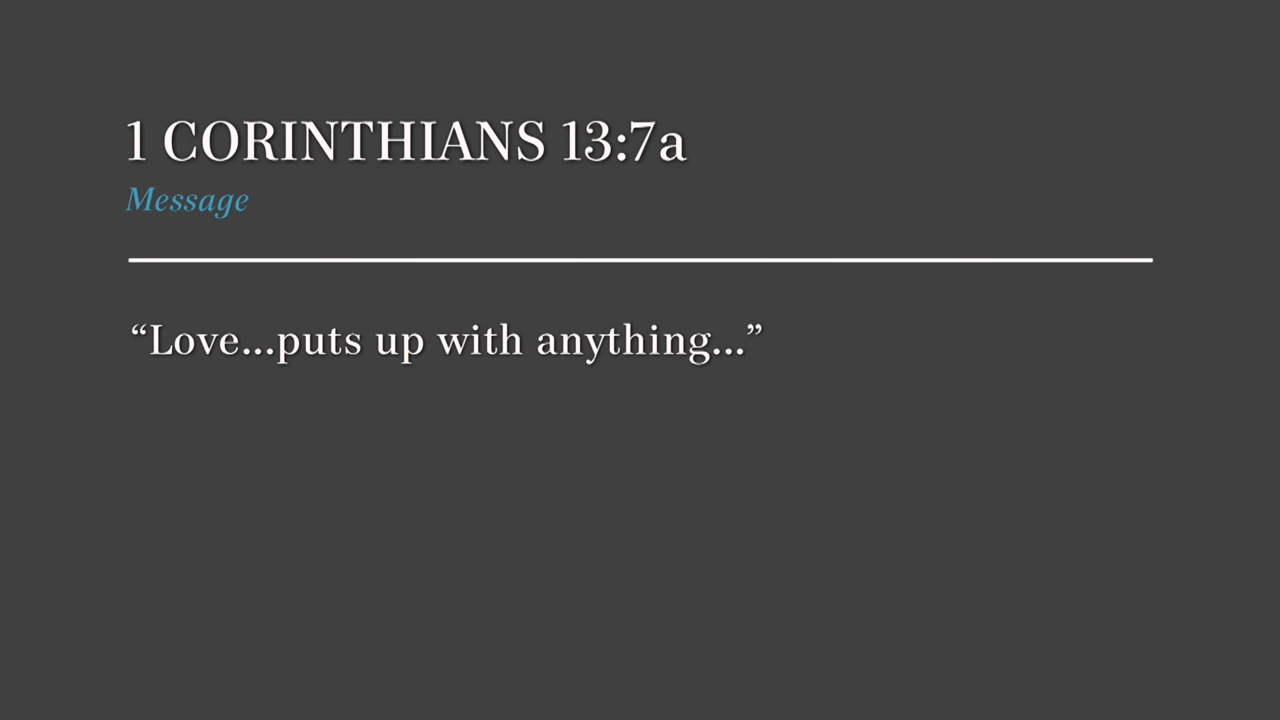 1 CORINTHIANS 13:7a
Message
“Love...puts up with anything...”